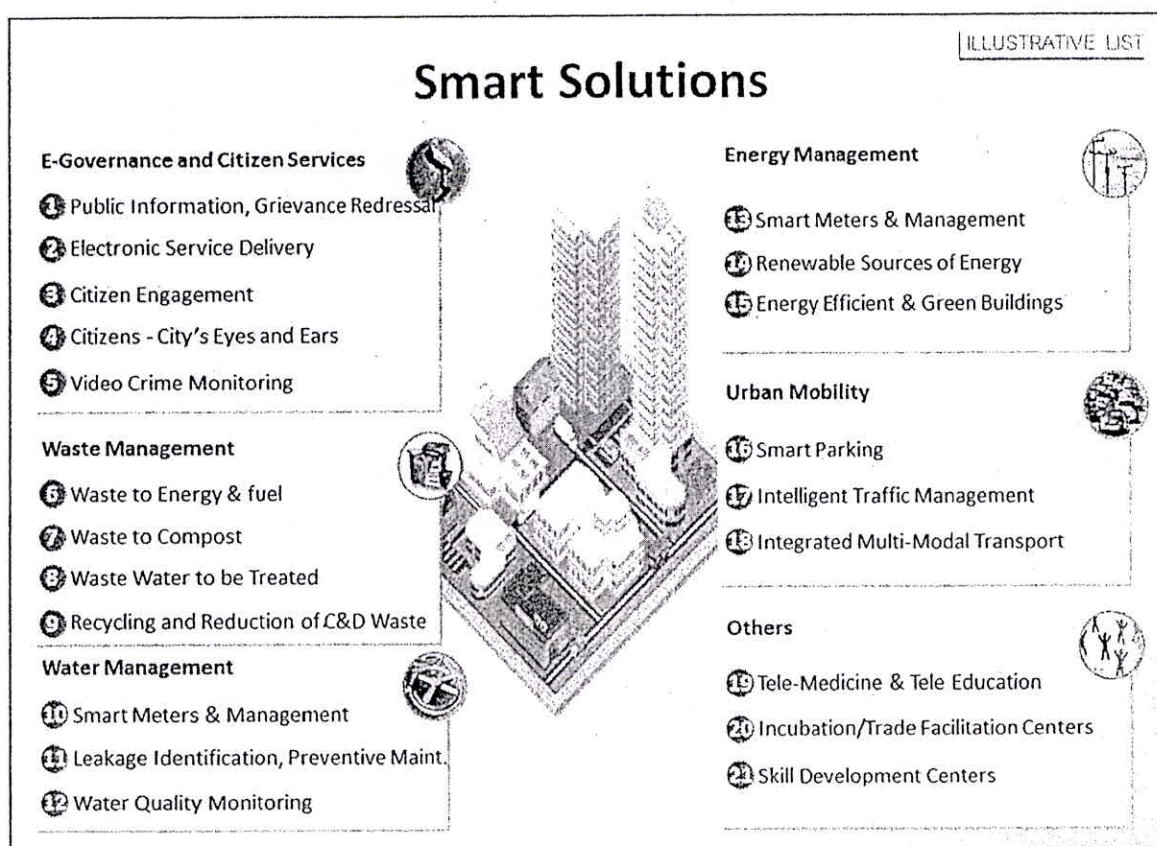 ILLUSTRATIVE LIST
Smart Solutions
E-Governance and Citizen Services
1 Public Information, Grievance Redressal
2 Electronic Service Delivery
3 Citizen Engagement
4 Citizens - City's Eyes and Ears
5 Video Crime Monitoring
Waste Management
6 Waste to Energy & fuel
7 Waste to Compost
8 Waste Water to be Treated
9 Recycling and Reduction of C&D Waste
Water Management
10 Smart Meters & Management
11 Leakage Identification, Preventive Maint.
12 Water Quality Monitoring
Energy Management
13 Smart Meters & Management
14 Renewable Sources of Energy
15 Energy Efficient & Green Buildings
Urban Mobility
16 Smart Parking
17 Intelligent Traffic Management
18 Integrated Multi-Modal Transport
Others
19 Tele-Medicine & Tele Education
20 Incubation/Trade Facilitation Centers
21 Skill Development Centers